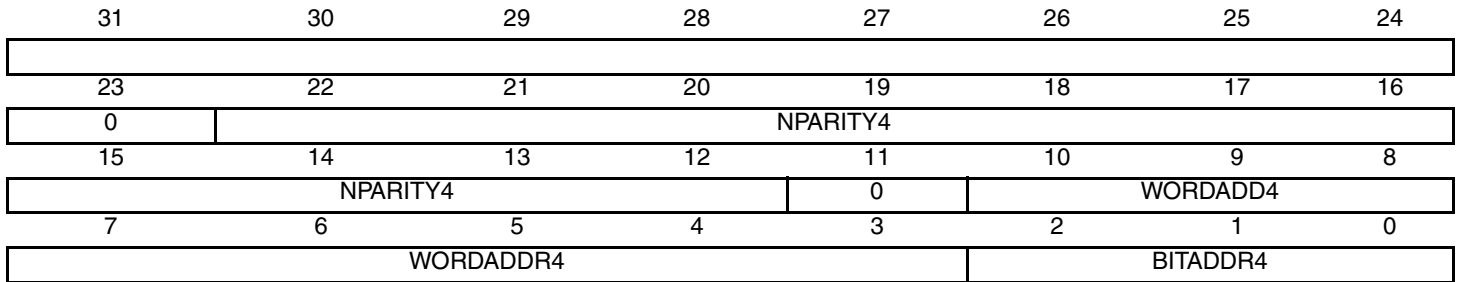 31 30 29 28 27 26 25 24
23 22 21 20 19 18 17 16
0 NPARITY4
15 14 13 12 11 10 9 8
NPARITY4 0 WORDADD4
7 6 5 4 3 2 1 0
WORDADDR4 BITADDR4